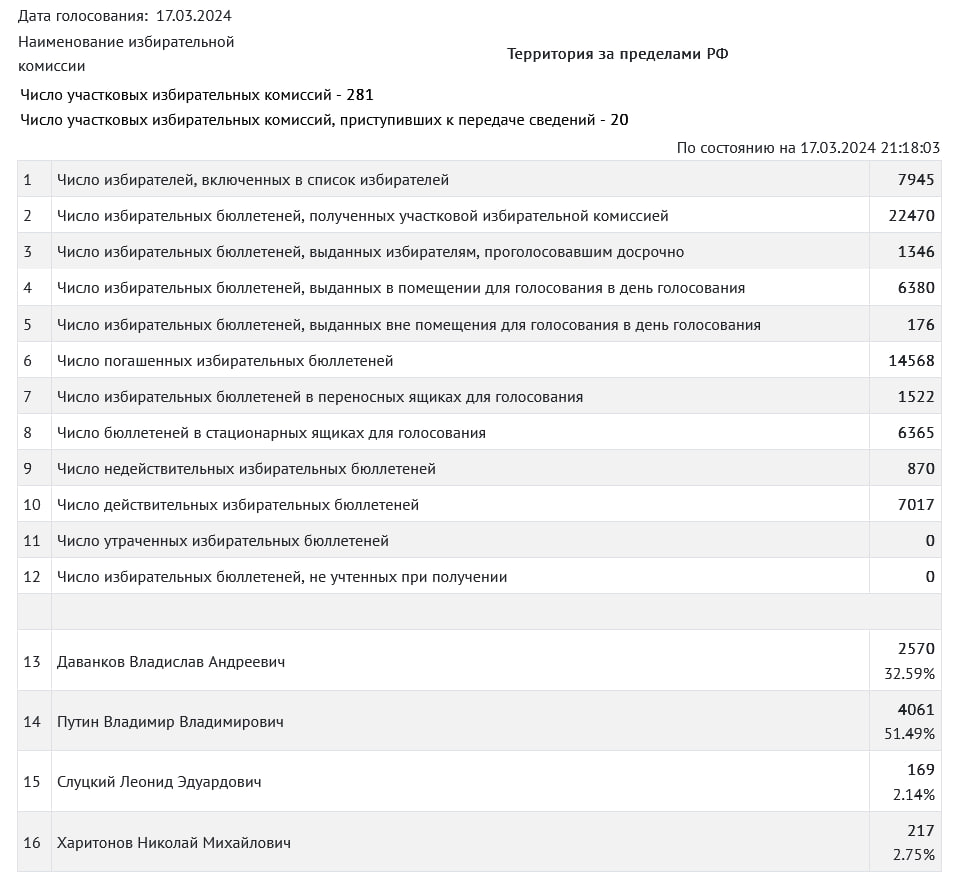 Дата голосования: 17.03.2024
Наименование избирательной
комиссии
Территория за пределами РФ
Число участковых избирательных комиссий - 281
Число участковых избирательных комиссий, приступивших к передаче сведений - 20
По состоянию на 17.03.2024 21:18:03
1 Число избирателей, включенных в список избирателей 7945
2 Число избирательных бюллетеней, полученных участковой избирательной комиссией 22470
3 Число избирательных бюллетеней, выданных избирателям, проголосовавшим досрочно 1346
4 Число избирательных бюллетеней, выданных в помещении для голосования в день голосования 6380
5 Число избирательных бюллетеней, выданных вне помещения для голосования в день голосования 176
6 Число погашенных избирательных бюллетеней 14568
7 Число избирательных бюллетеней в переносных ящиках для голосования 1522
8 Число бюллетеней в стационарных ящиках для голосования 6365
9 Число недействительных избирательных бюллетеней 870
10 Число действительных избирательных бюллетеней 7017
11 Число утраченных избирательных бюллетеней 0
12 Число избирательных бюллетеней, не учтенных при получении 0
13 Даванков Владислав Андреевич 2570
32.59%
14 Путин Владимир Владимирович 4061
51.49%
15 Слуцкий Леонид Эдуардович 169
2.14%
16 Харитонов Николай Михайлович 217
2.75%